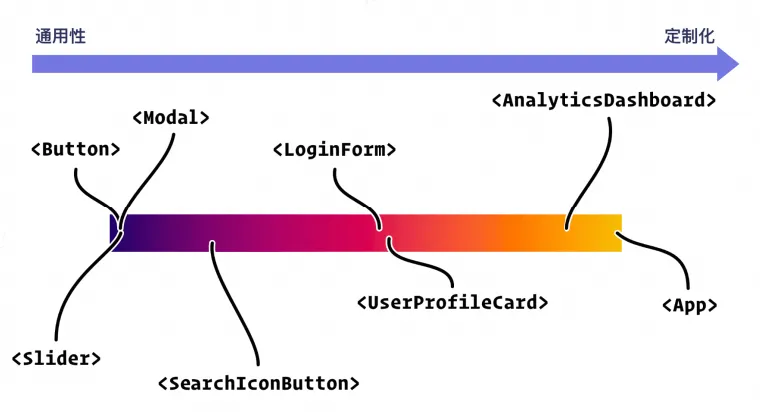 通用性
定制化
<AnalyticsDashboard>
<Modal>
<Button>
<LoginForm>
<UserProfileCard>
<App>
<Slider>
<SearchIconButton>